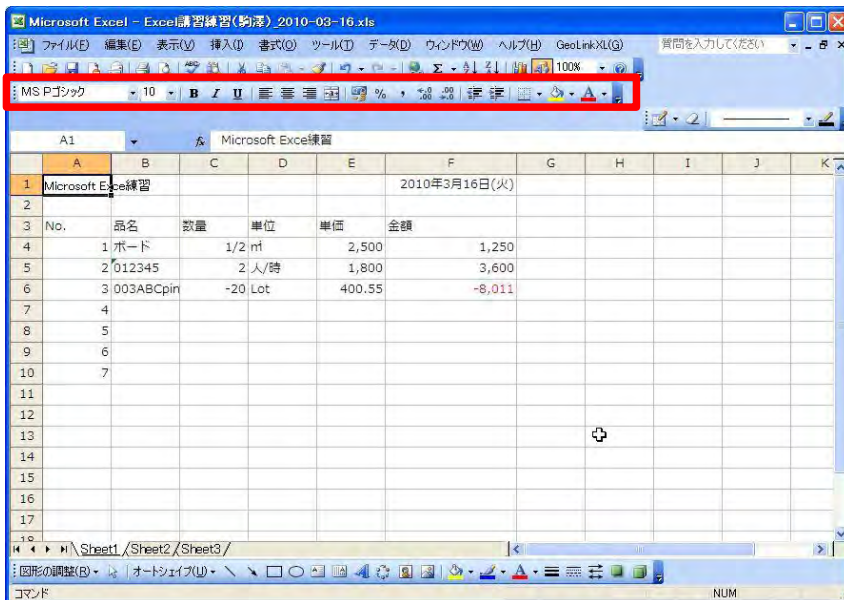 Microsoft Excel - Excel講習練習(駒澤)_2010-03-16.xls
ファイル(F) 編集(E) 表示(V) 挿入(I) 書式(O) ツール(T) データ(D) ウィンドウ(W) ヘルプ(H) GeoLinkXL(G) 質問を入力してください
100%
MS Pゴシック 10 B I U % ,
A1 fx Microsoft Exce練習
A B C D E F G H I J K
1 Microsoft Exce練習 2010年3月16日(火)
2
3 No. 品名 数量 単位 単価 金額
4 1 ボード 1/2 ㎡ 2,500 1,250
5 2 012345 2 人/時 1,800 3,600
6 3 003ABCpin -20 Lot 400.55 -8,011
7 4
8 5
9 6
10 7
11
12
13
14
15
16
17
18
Sheet1 Sheet2 Sheet3
図形の調整(R) オートシェイプ(U)
コマンド NUM